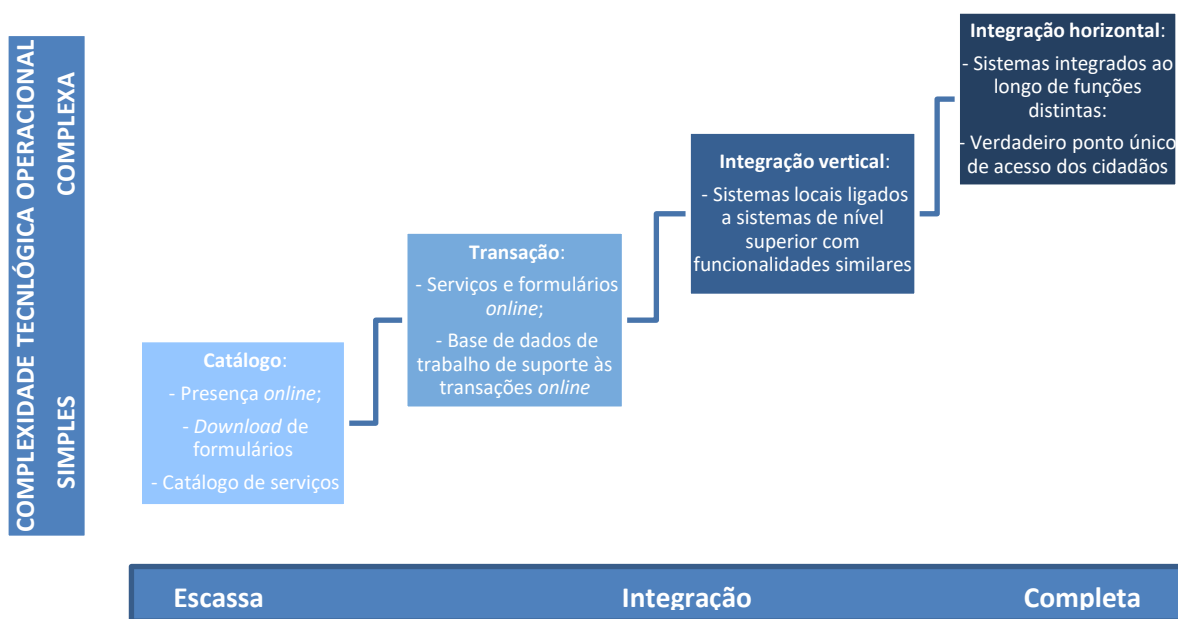 COMPLEXIDADE TECNLÓGICA OPERACIONAL
SIMPLES COMPLEXA
Catálogo:
- Presença online;
- Download de
formulários
- Catálogo de serviços
Transação:
- Serviços e formulários
online;
- Base de dados de
trabalho de suporte às
transações online
Integração vertical:
- Sistemas locais ligados
a sistemas de nível
superior com
funcionalidades similares
Integração horizontal:
- Sistemas integrados ao
longo de funções
distintas:
- Verdadeiro ponto único
de acesso dos cidadãos
Escassa Integração Completa